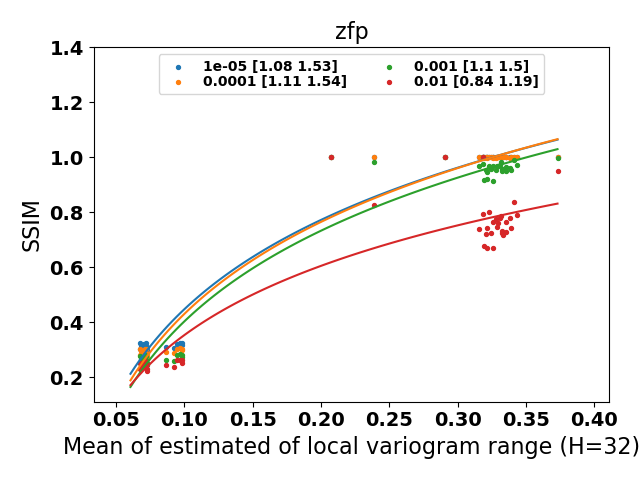 zfp
1e-05 [1.08 1.53]
0.0001 [1.11 1.54]
0.001 [1.1 1.5]
0.01 [0.84 1.19]
SSIM
1.4
1.2
1.0
0.8
0.6
0.4
0.2
0.05 0.10 0.15 0.20 0.25 0.30 0.35 0.40
Mean of estimated of local variogram range (H=32)